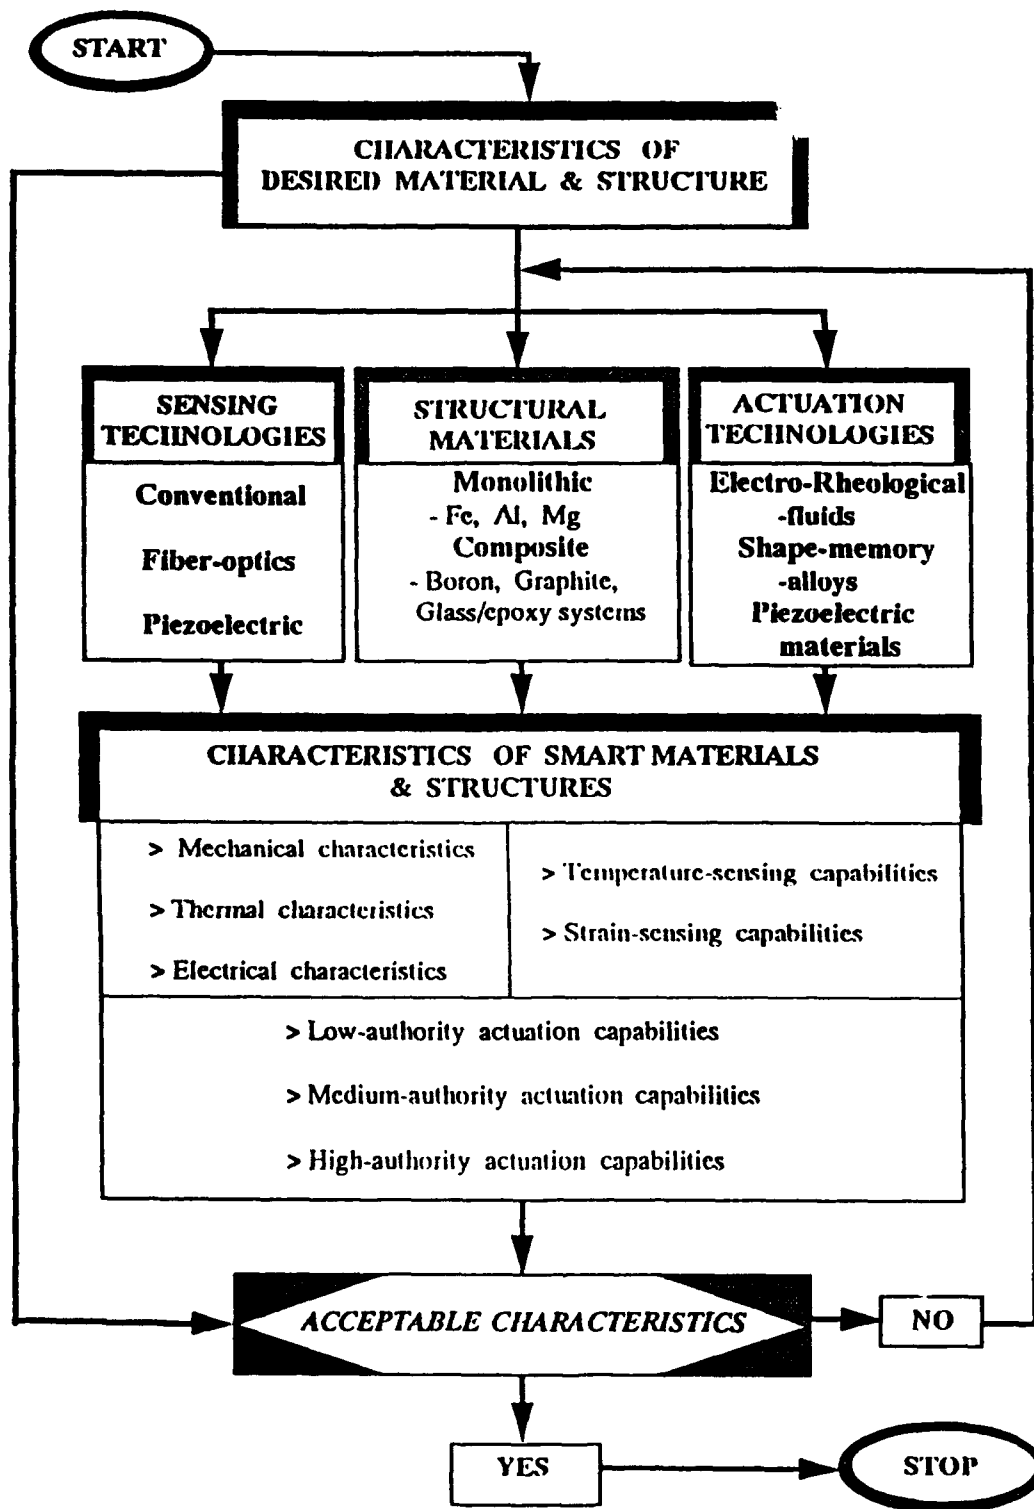 START
CHARACTERISTICS OF
DESIRED MATERIAL & STRUCTURE
SENSING
TECHNOLOGIES
Conventional
Fiber-optics
Piezoelectric
STRUCTURAL
MATERIALS
Monolithic
- Fe, Al, Mg
Composite
- Boron, Graphite,
Glass/epoxy systems
ACTUATION
TECHNOLOGIES
Electro-Rheological
-fluids
Shape-memory
-alloys
Piezoelectric
materials
CHARACTERISTICS OF SMART MATERIALS
& STRUCTURES
> Mechanical characteristics
> Thermal characteristics
> Electrical characteristics
> Temperature-sensing capabilities
> Strain-sensing capabilities
> Low-authority actuation capabilities
> Medium-authority actuation capabilities
> High-authority actuation capabilities
ACCEPTABLE CHARACTERISTICS
NO
YES
STOP